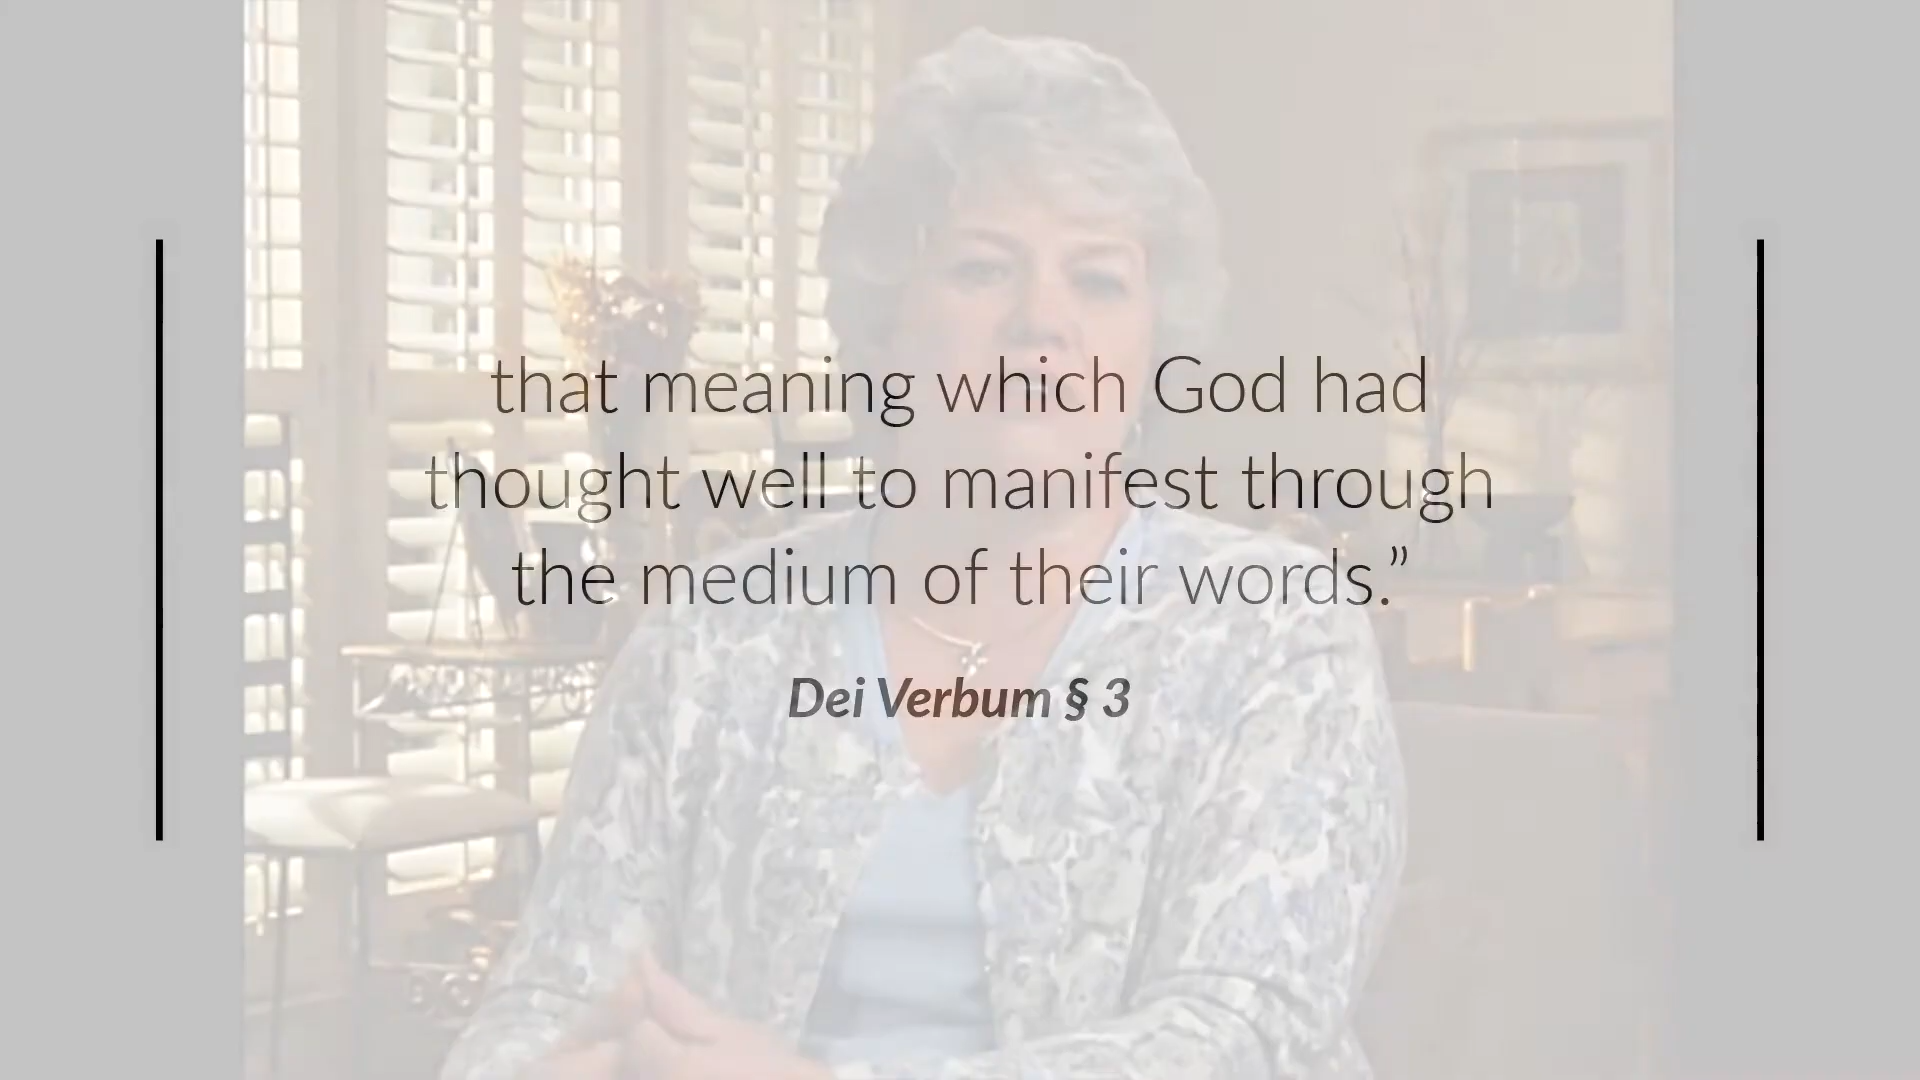 that meaning which God had
thought well to manifest through
the medium of their words.”
Dei Verbum § 3